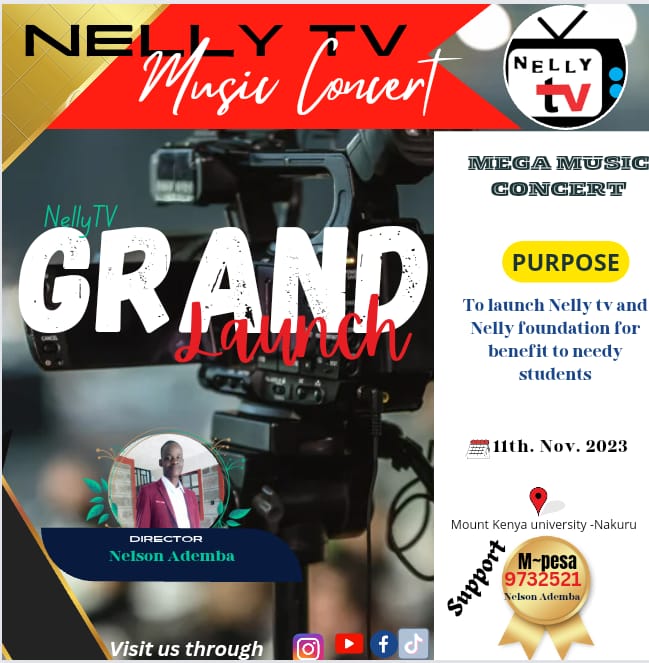 NELLY TV
Music Concert
NELLY
tv
MEGA MUSIC
CONCERT
NellyTV
GRAND
Launch
PURPOSE
To launch Nelly tv and
Nelly foundation for
benefit to needy
students
11th. Nov. 2023
Mount Kenya university -Nakuru
Support
M~pesa
9732521
Nelson Ademba
DIRECTOR
Nelson Ademba
Visit us through